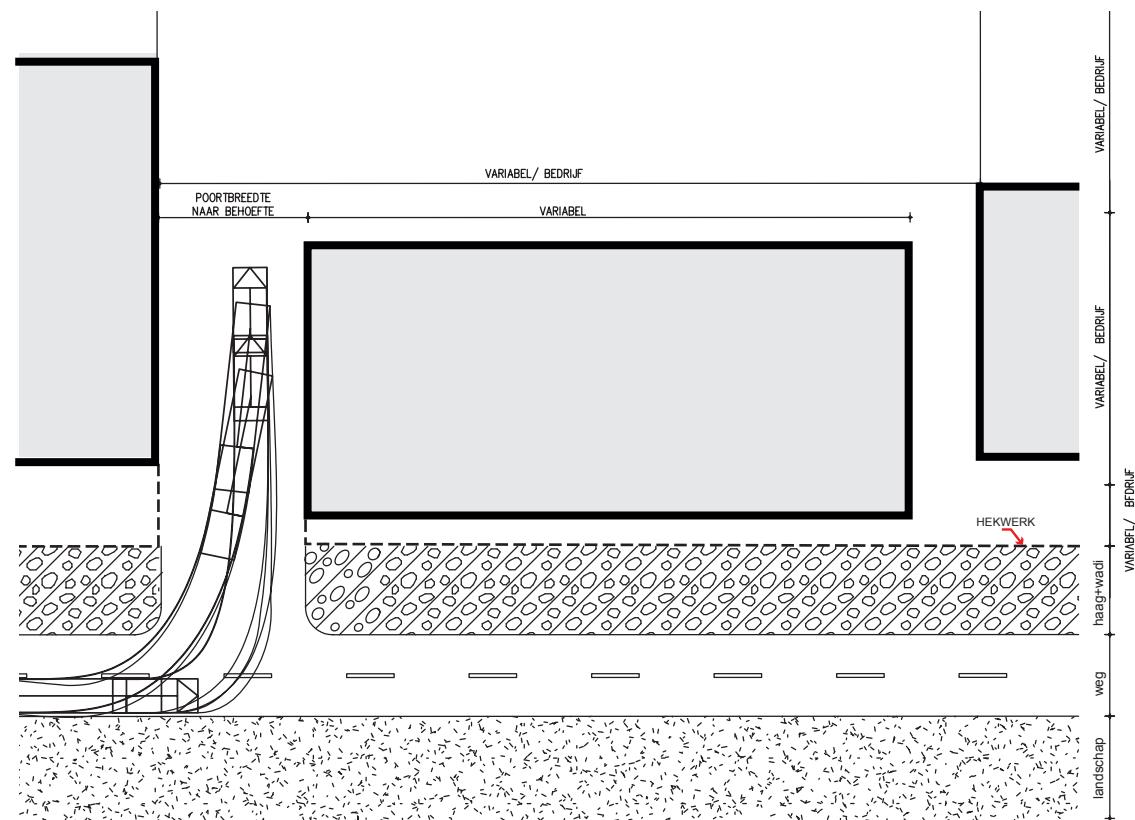 VARIABEL/ BEDRIJF
VARIABEL/ BEDRIJF
POORTBREEDTE
NAAR BEHOEFTE
VARIABEL
VARIABEL/ BEDRIJF
VARIABEL/ BEDRIJF
HEKWERK
haag+wadi
weg
landschap